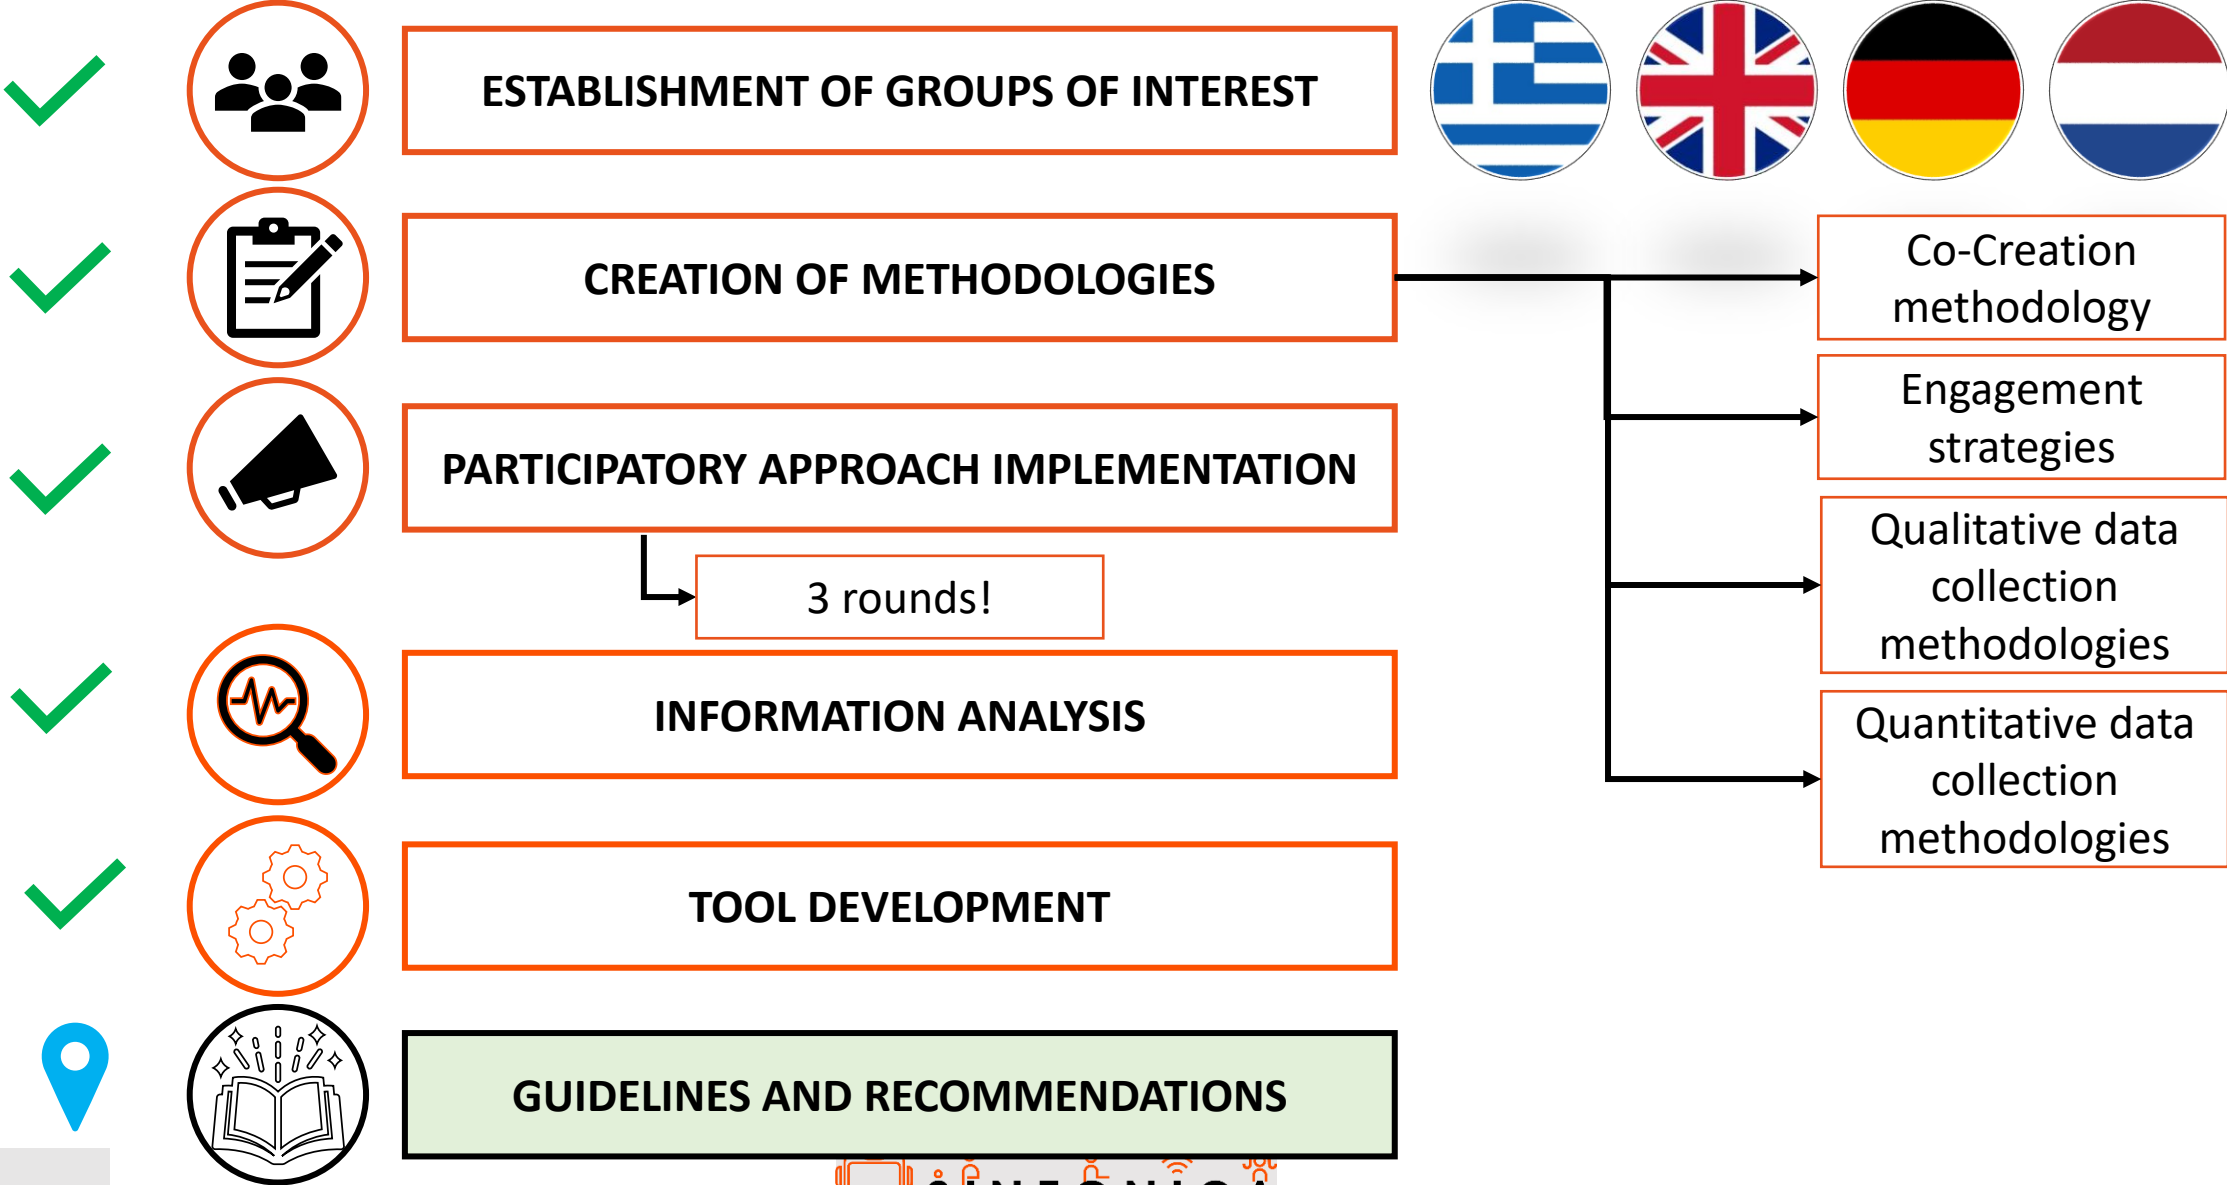 ESTABLISHMENT OF GROUPS OF INTEREST
CREATION OF METHODOLOGIES
Co-Creation
methodology
Engagement
strategies
PARTICIPATORY APPROACH IMPLEMENTATION
3 rounds!
Qualitative data
collection
methodologies
INFORMATION ANALYSIS
Quantitative data
collection
methodologies
TOOL DEVELOPMENT
GUIDELINES AND RECOMMENDATIONS